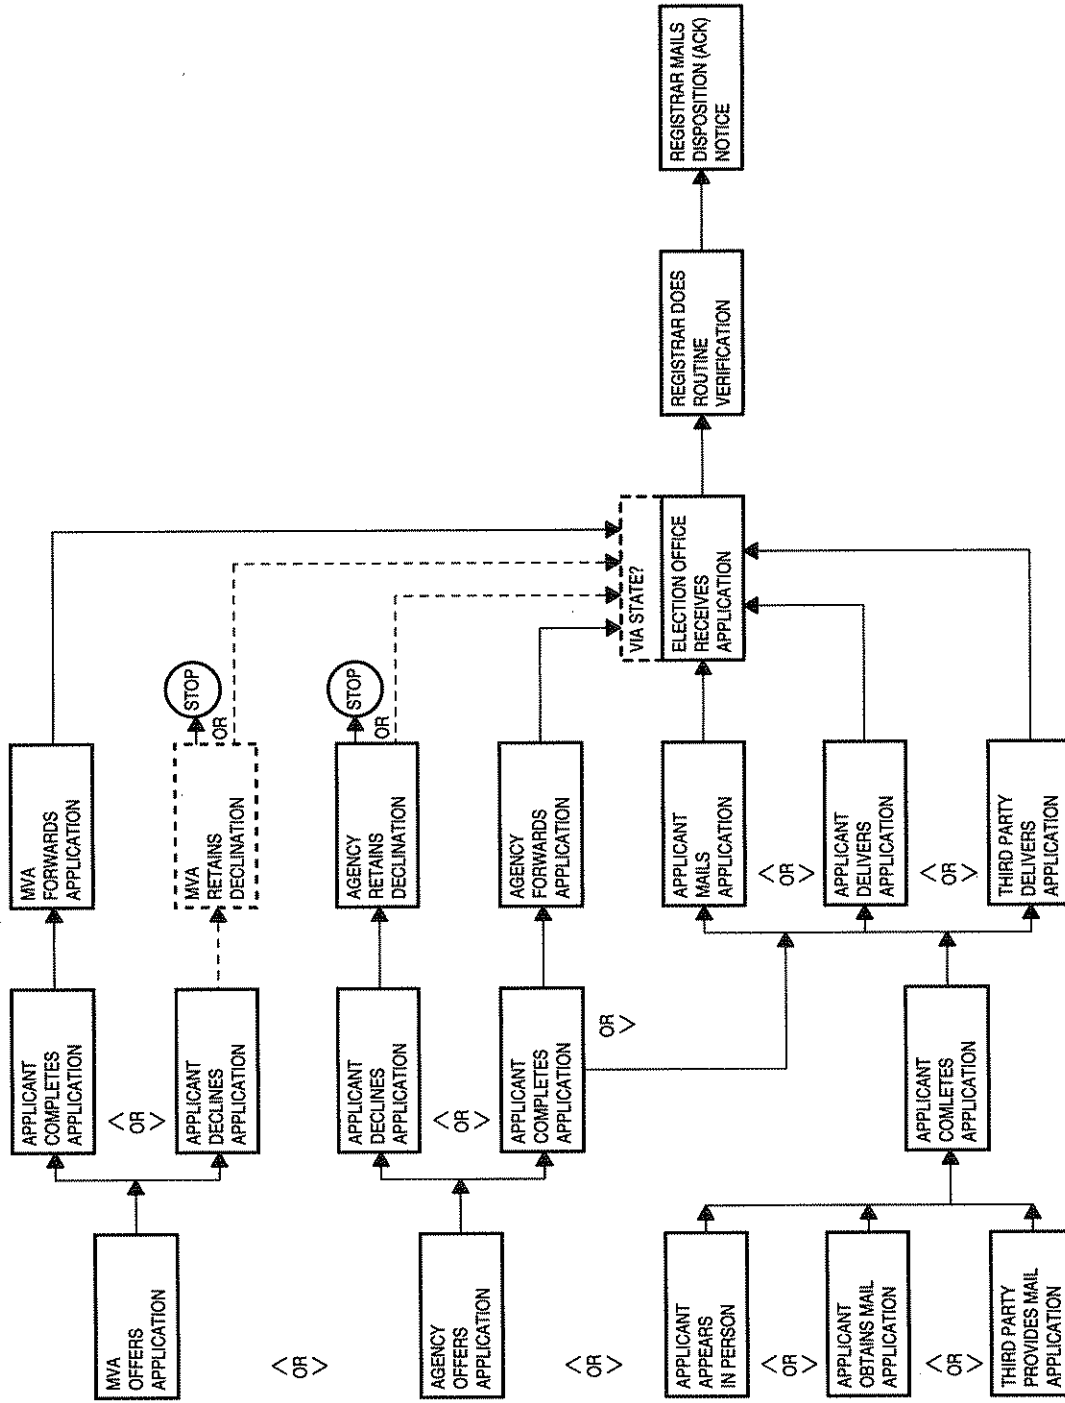 MVA
OFFERS
APPLICATION
< OR >
AGENCY
OFFERS
APPLICATION
< OR >
APPLICANT
APPEARS
IN PERSON
< OR >
APPLICANT
OBTAINS MAIL
APPLICATION
< OR >
THIRD PARTY
PROVIDES MAIL
APPLICATION
APPLICANT
COMPLETES
APPLICATION
< OR >
APPLICANT
DECLINES
APPLICATION
APPLICANT
DECLINES
APPLICATION
< OR >
APPLICANT
COMPLETES
APPLICATION
OR >
APPLICANT
COMLETES
APPLICATION
MVA
FORWARDS
APPLICATION
MVA
RETAINS
DECLINATION
STOP
OR
AGENCY
RETAINS
DECLINATION
STOP
OR
AGENCY
FORWARDS
APPLICATION
APPLICANT
MAILS
APPLICATION
< OR >
APPLICANT
DELIVERS
APPLICATION
< OR >
THIRD PARTY
DELIVERS
APPLICATION
VIA STATE?
ELECTION OFFICE
RECEIVES
APPLICATION
REGISTRAR DOES
ROUTINE
VERIFICATION
REGISTRAR MAILS
DISPOSITION (ACK)
NOTICE